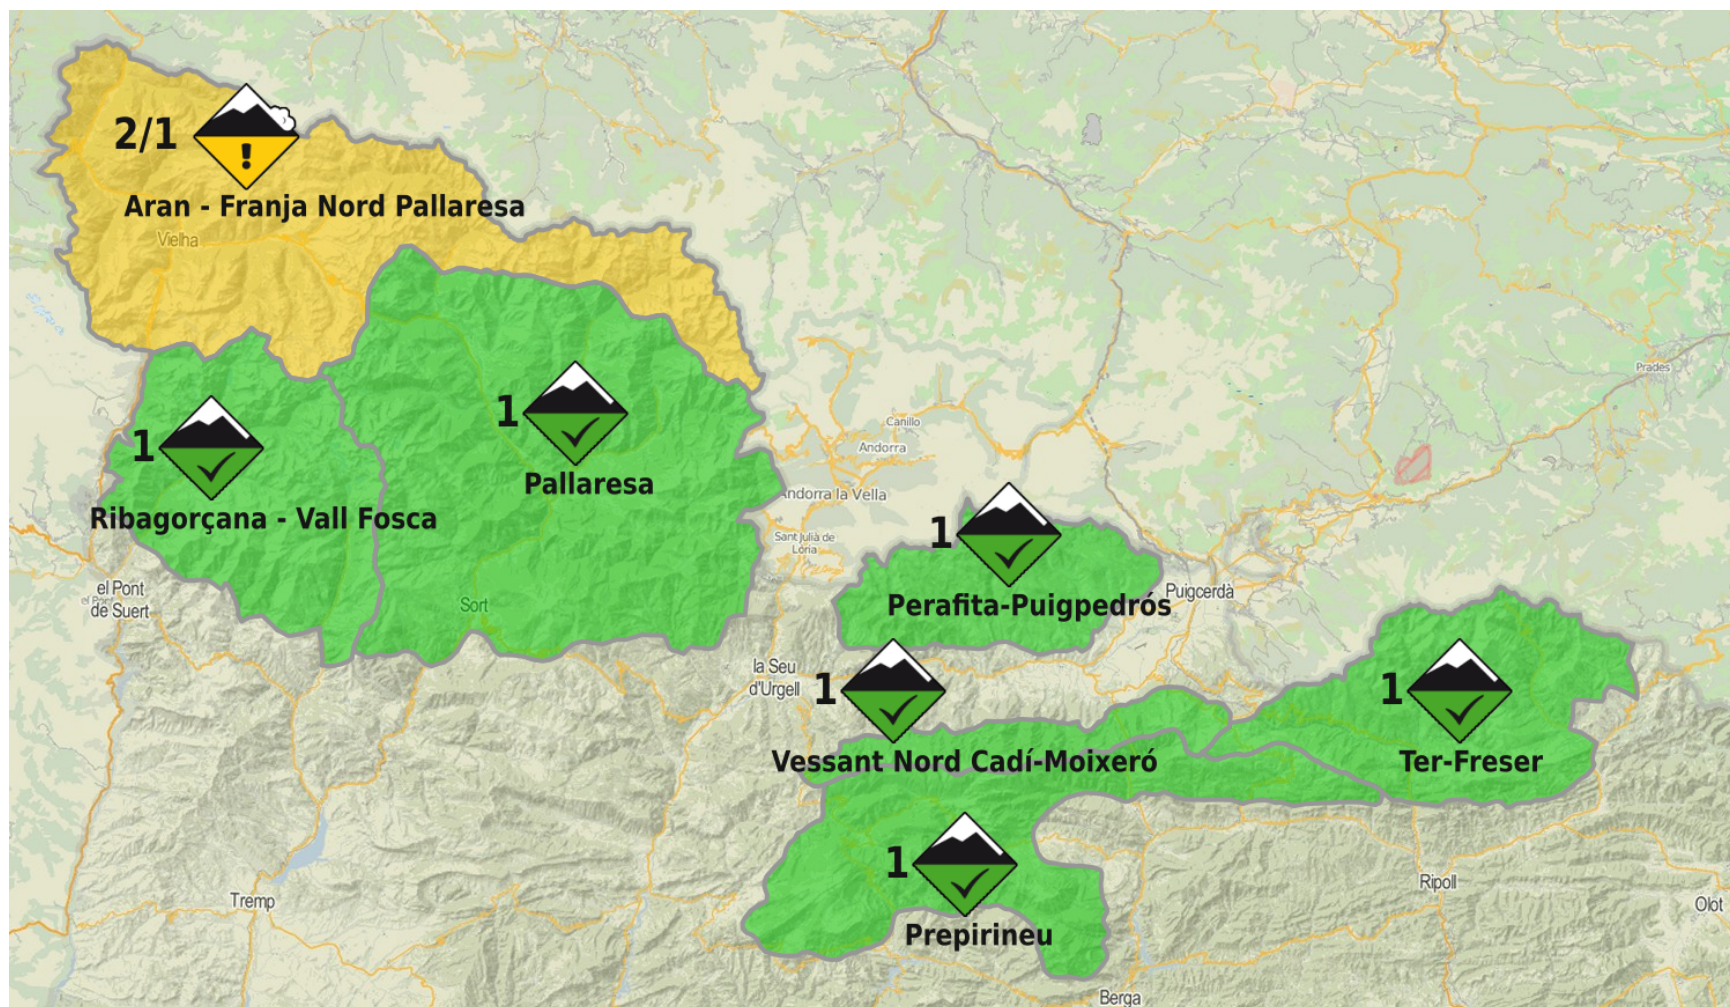 2/1
!
Aran - Franja Nord Pallaresa
Vielha
Prades
1
Pallaresa
1
Ribagorçana - Vall Fosca
Canillo
Andorra
Andorra la Vella
Sant Julià de
Lòria
1
Perafita-Puigpedrós
Puigcerdà
el Pont
de Suert
Sort
la Seu
d'Urgell
1
Vessant Nord Cadí-Moixeró
1
Ter-Freser
1
Prepirineu
Tremp
Ripoll
Olot
Berga